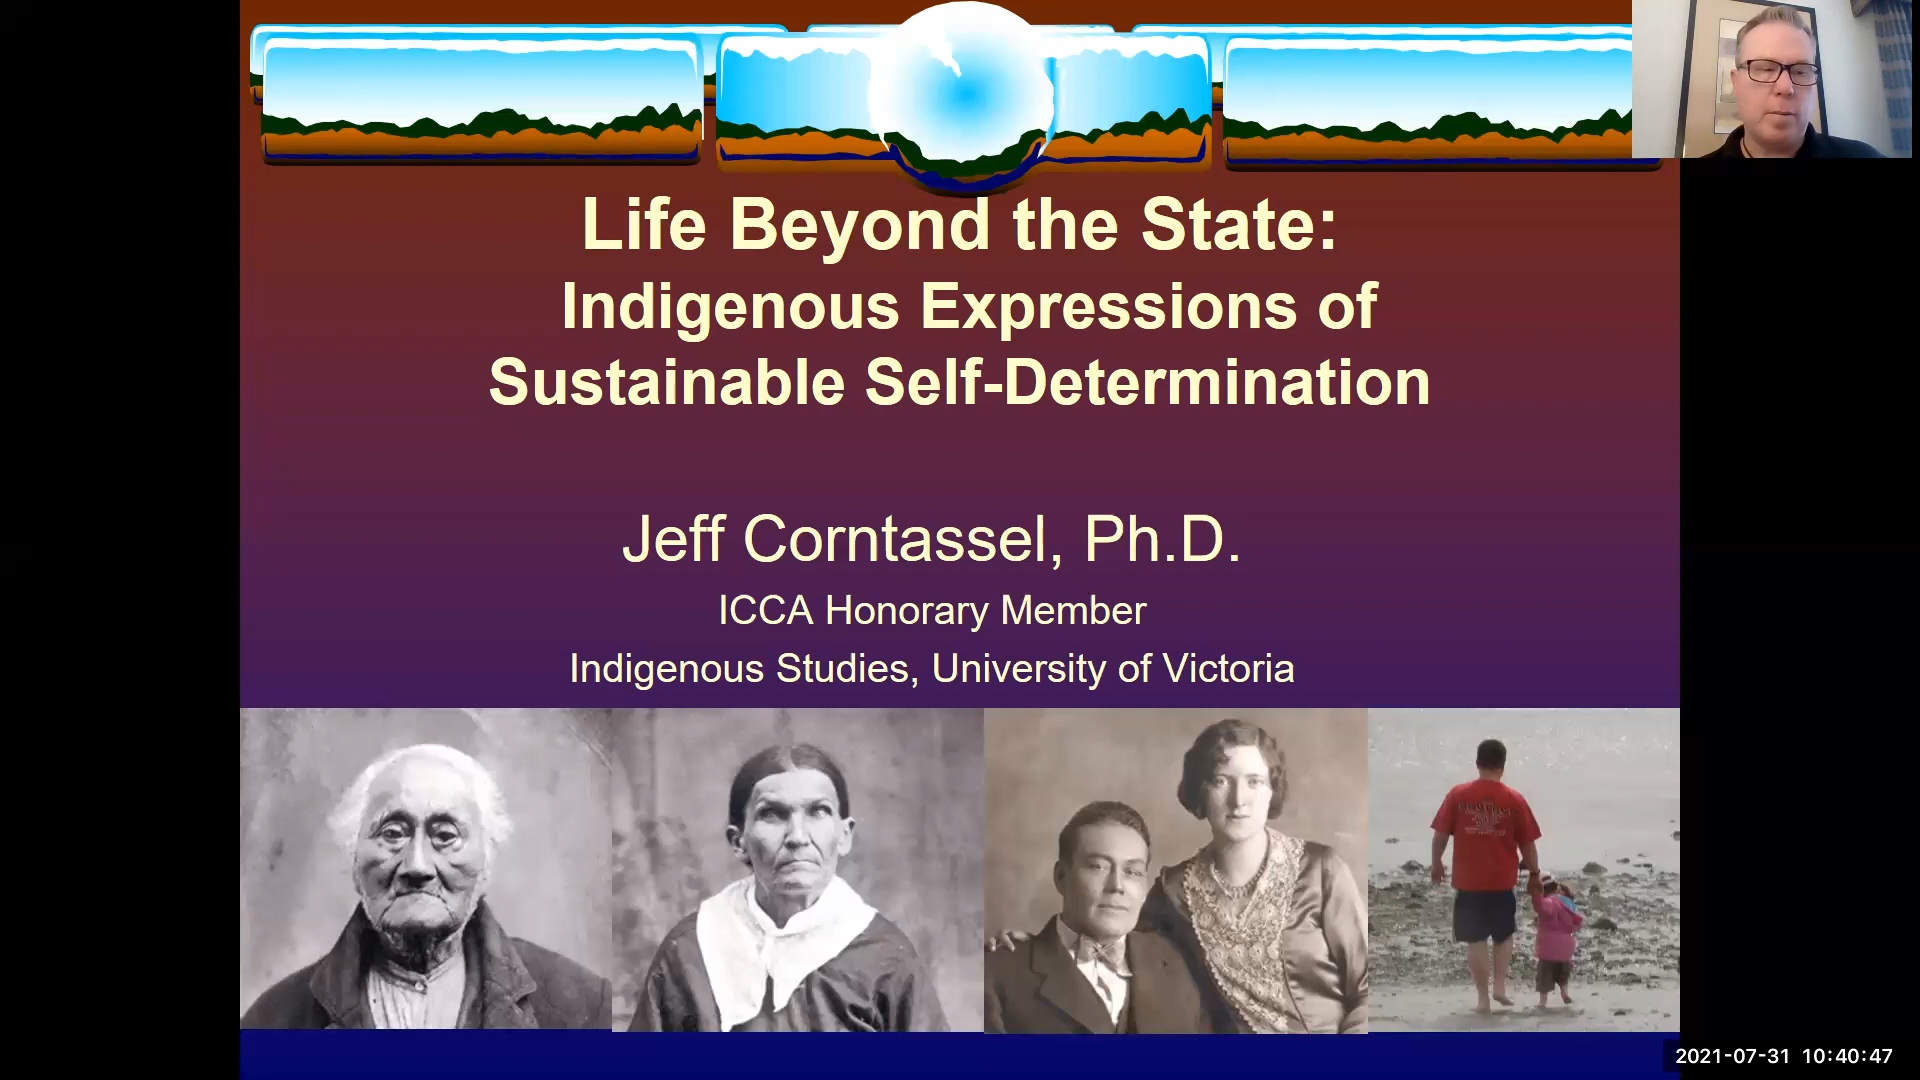 Life Beyond the State:
Indigenous Expressions of
Sustainable Self-Determination
Jeff Corntassel, Ph.D.
ICCA Honorary Member
Indigenous Studies, University of Victoria
2021-07-31 10:40:47